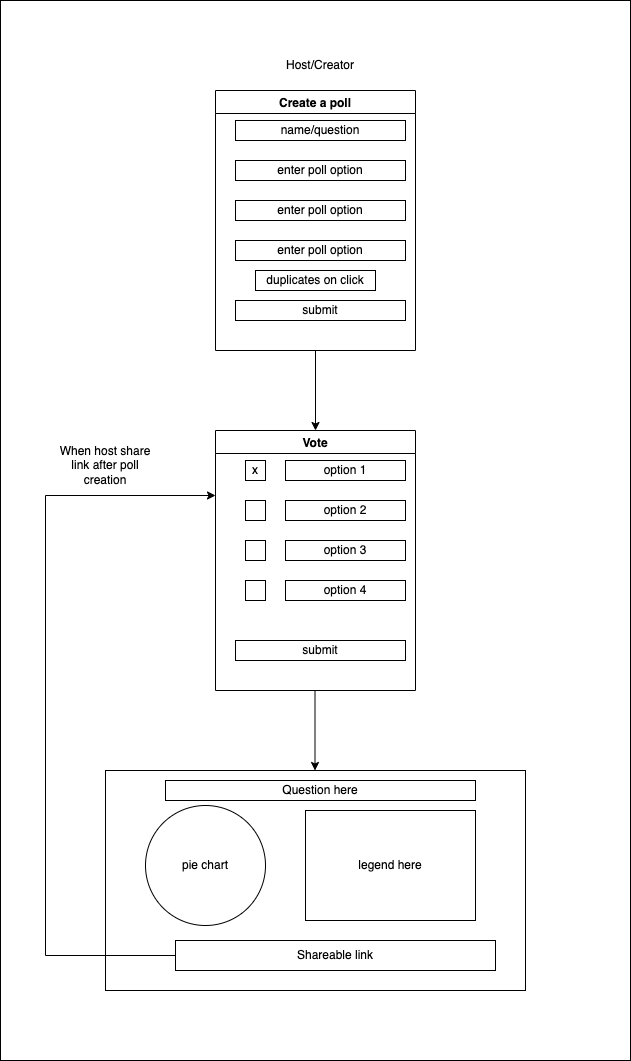 Host/Creator
Create a poll
name/question
enter poll option
enter poll option
enter poll option
duplicates on click
submit
When host share
link after poll
creation
Vote
x option 1
option 2
option 3
option 4
submit
Question here
pie chart
legend here
Shareable link